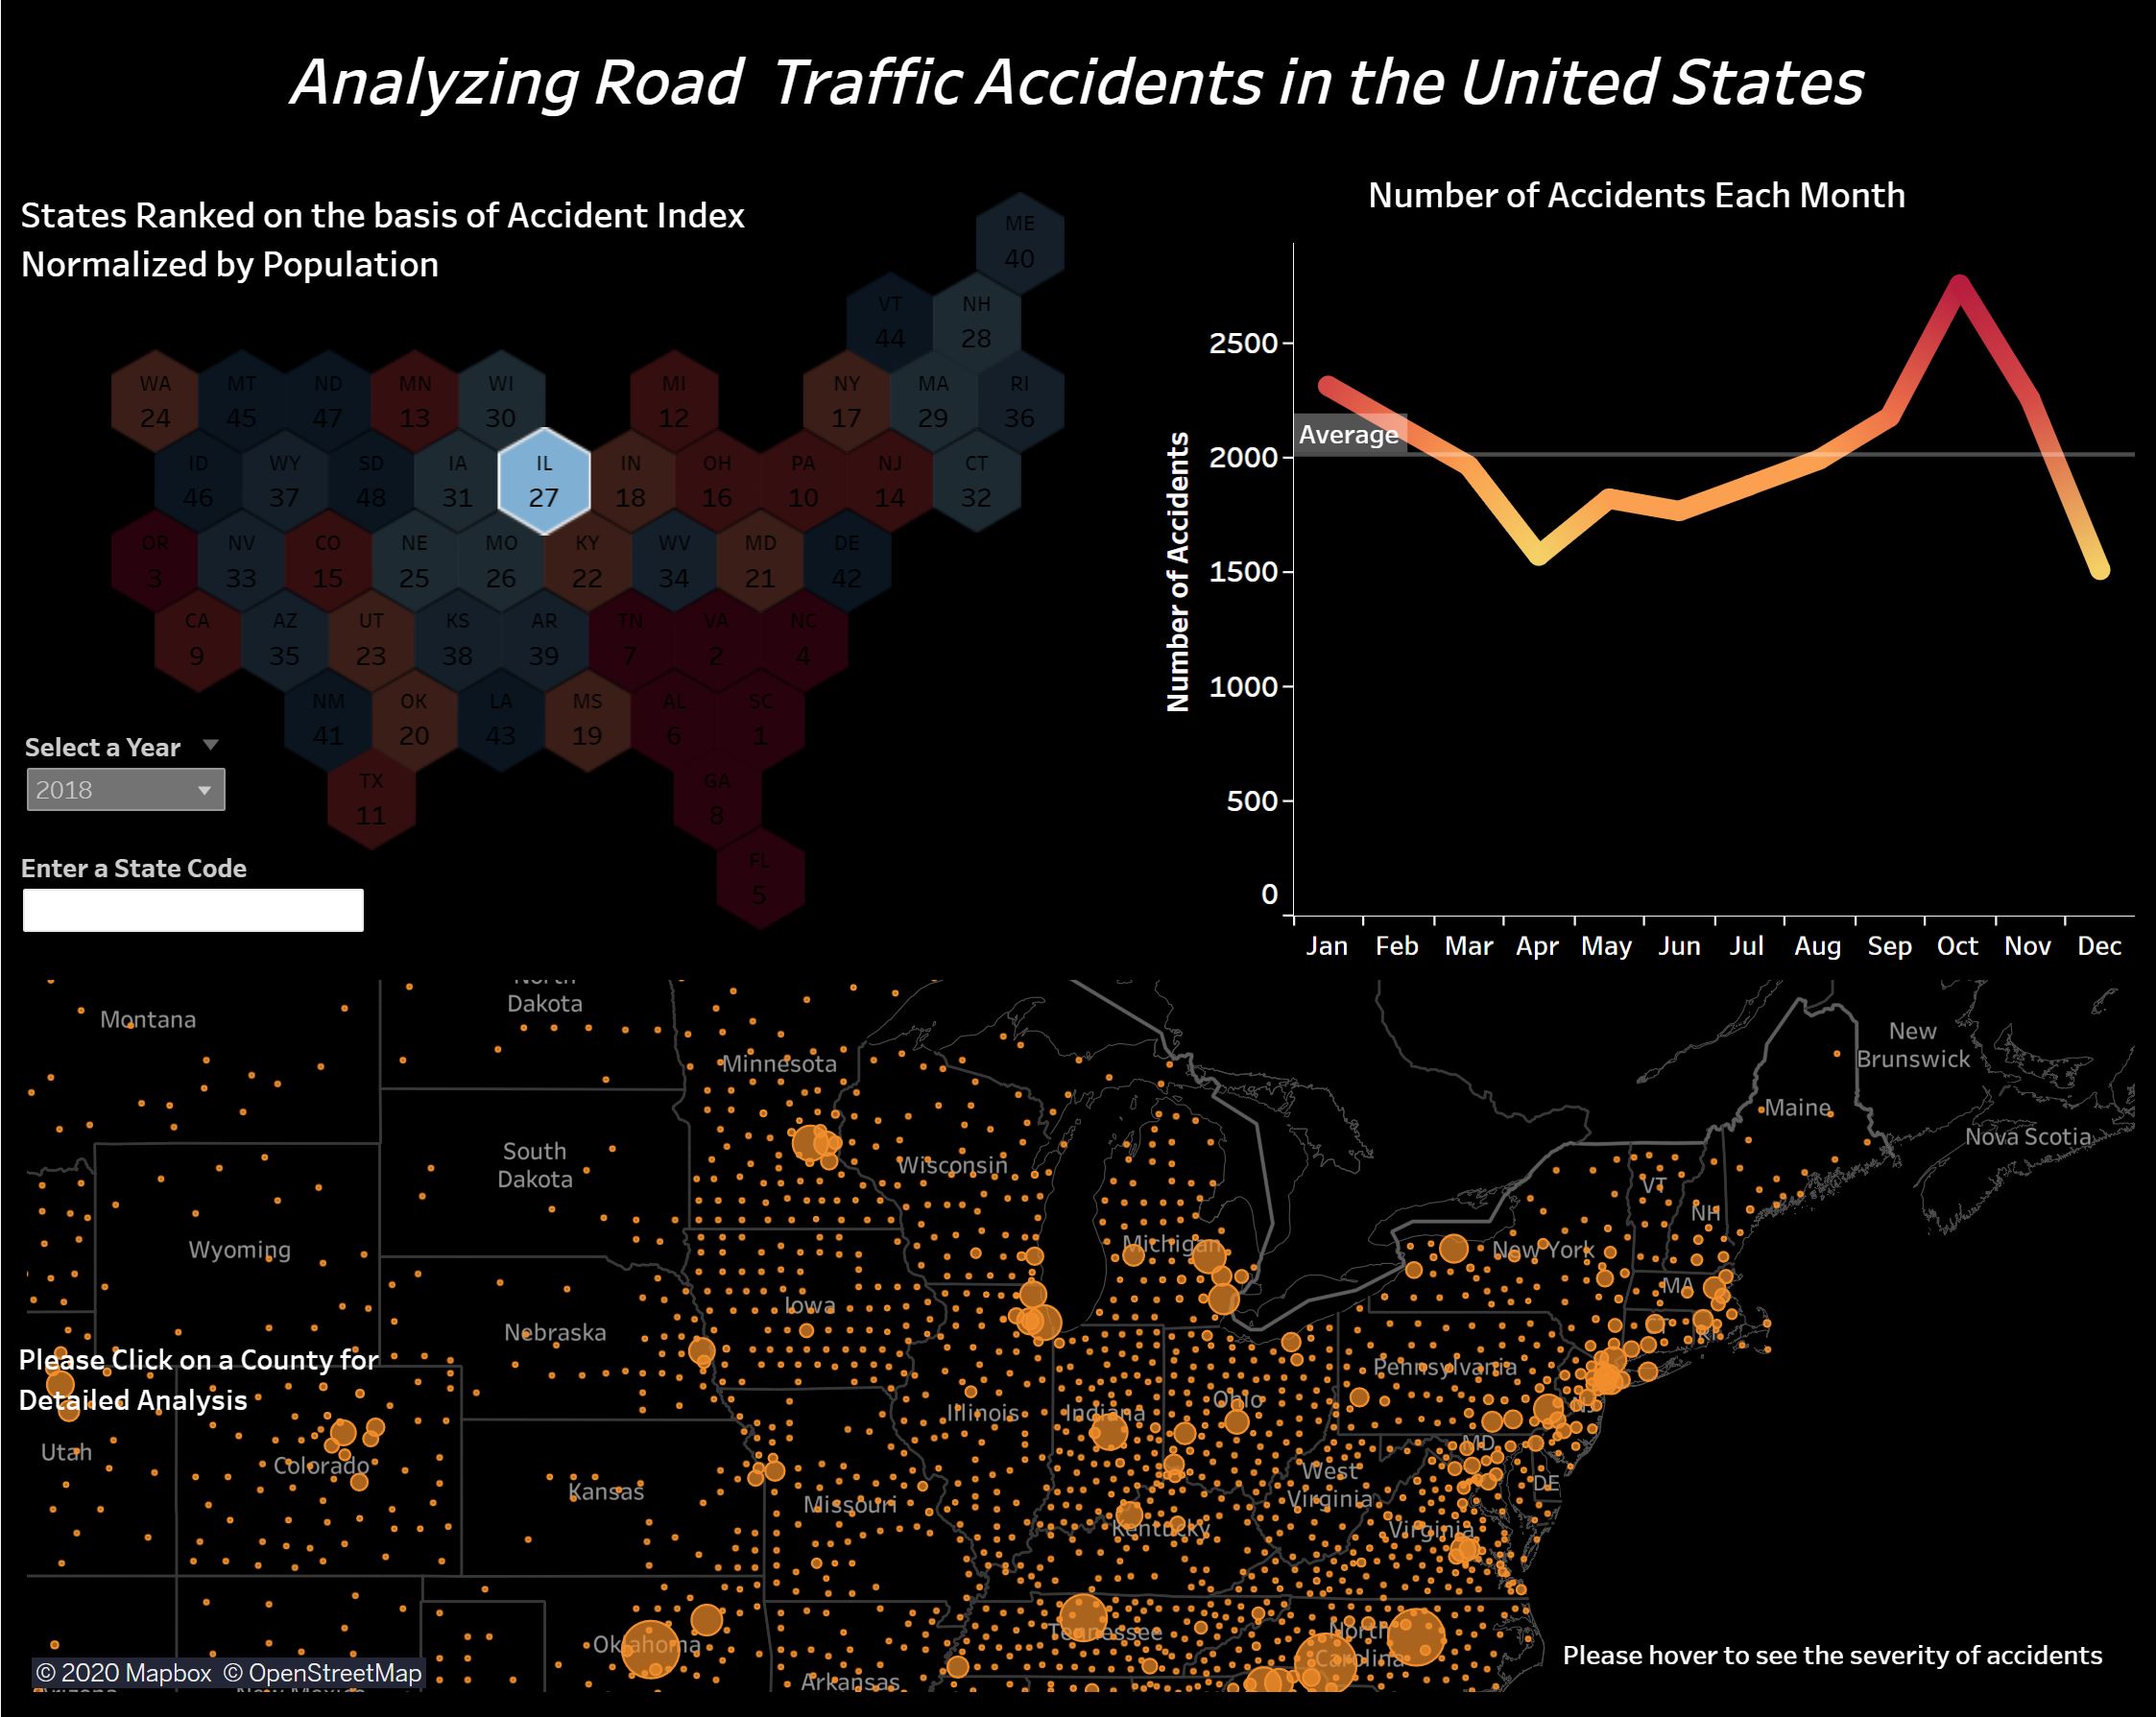 Analyzing Road Traffic Accidents in the United States
States Ranked on the basis of Accident Index
Normalized by Population
ME
40
VT
44
NH
28
WA
24
MT
45
ND
47
MN
13
WI
30
MI
12
NY
17
MA
29
RI
36
ID
46
WY
37
SD
48
IA
31
IL
27
IN
18
OH
16
PA
10
NJ
14
CT
32
OR
3
NV
33
CO
15
NE
25
MO
26
KY
22
WV
34
MD
21
DE
42
CA
9
AZ
35
UT
23
KS
38
AR
39
TN
7
VA
2
NC
4
NM
41
OK
20
LA
43
MS
19
AL
6
SC
1
TX
11
GA
8
FL
5
Select a Year
2018
Enter a State Code
Number of Accidents Each Month
Number of Accidents
2500
2000
1500
1000
500
0
Average
Jan Feb Mar Apr May Jun Jul Aug Sep Oct Nov Dec
Montana
North
Dakota
Minnesota
New
Brunswick
Maine
Nova Scotia
South
Dakota
Wisconsin
VT
NH
Wyoming
Michigan
New York
MA
Iowa
Nebraska
CT
RI
Please Click on a County for
Detailed Analysis
Pennsylvania
Illinois
Indiana
Ohio
NJ
Utah
Colorado
MD
Kansas
Missouri
West
Virginia
DE
Kentucky
Virginia
Oklahoma
Tennessee
North
Carolina
Arkansas
Arizona
New Mexico
© 2020 Mapbox © OpenStreetMap
Please hover to see the severity of accidents